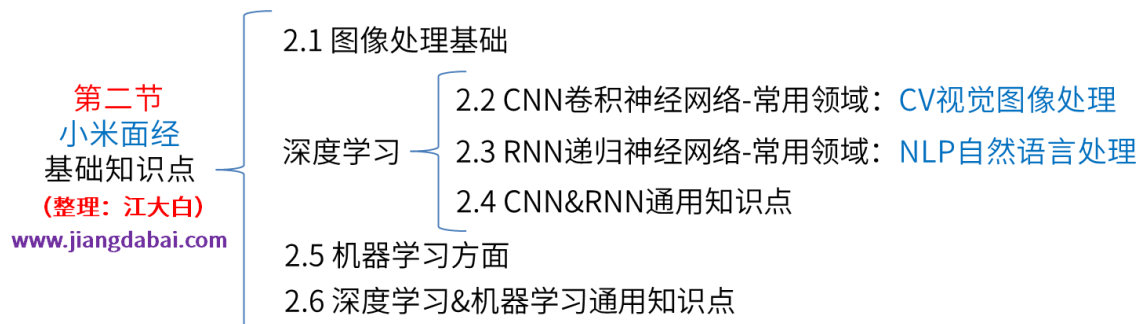 第二节
小米面经
基础知识点
（整理：江大白）
www.jiangdabai.com
2.1 图像处理基础
深度学习
2.2 CNN卷积神经网络-常用领域：CV视觉图像处理
2.3 RNN递归神经网络-常用领域：NLP自然语言处理
2.4 CNN&RNN通用知识点
2.5 机器学习方面
2.6 深度学习&机器学习通用知识点